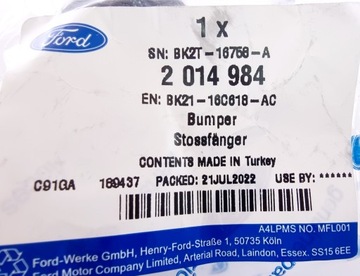 Ford
1 x
SN: BK2T-16758-A
2 014 984
EN: BK21-16C618-AC
Bumper
Stossfänger
CONTENTS MADE IN Turkey
C91GA 169437 PACKED: 21JUL2022 USE BY: ******
A4LPMS NO. MFL001
Ford-Werke GmbH, Henry-Ford-Straße 1, 50735 Köln
Ford Motor Company Limited, Arterial Road, Laindon, Essex. SS15 6EE